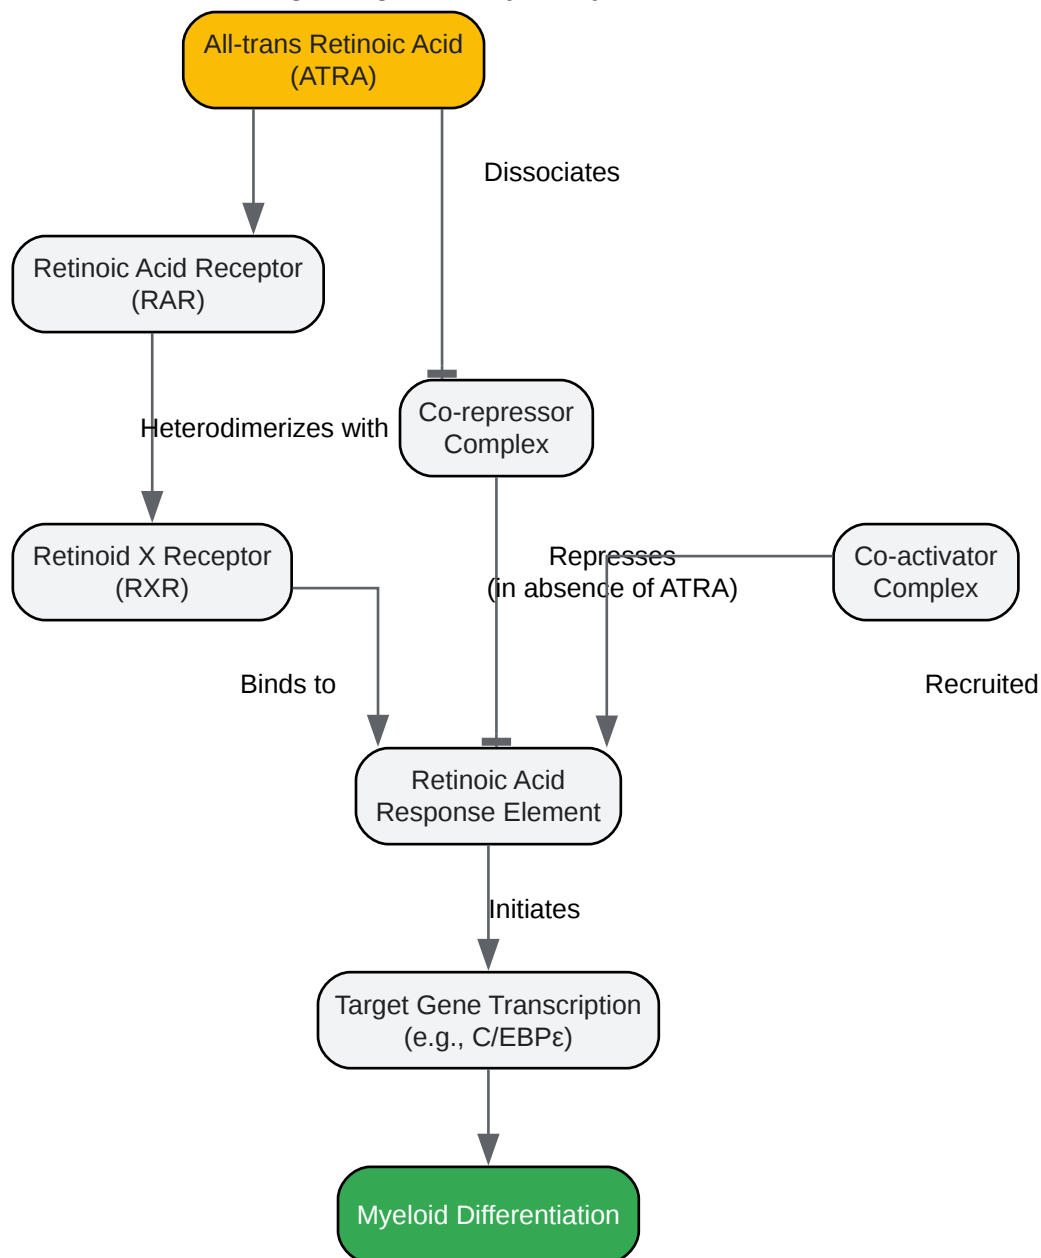 All-trans Retinoic Acid
(ATRA)
Dissociates
Retinoic Acid Receptor
(RAR)
Heterodimerizes with
Co-repressor
Complex
Retinoid X Receptor
(RXR)
Represses
(in absence of ATRA)
Co-activator
Complex
Binds to
Recruited
Retinoic Acid
Response Element
Initiates
Target Gene Transcription
(e.g., C/EBPε)
Myeloid Differentiation